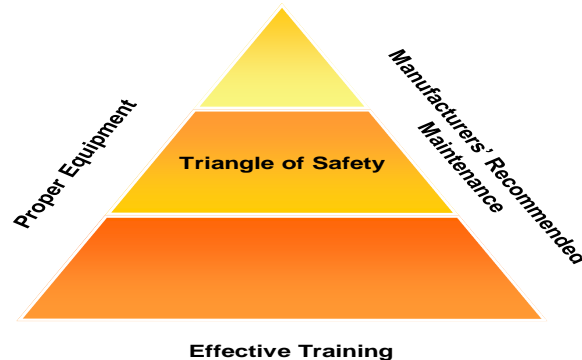 Proper Equipment
Manufacturers' Recommended
Maintenance
Triangle of Safety
Effective Training